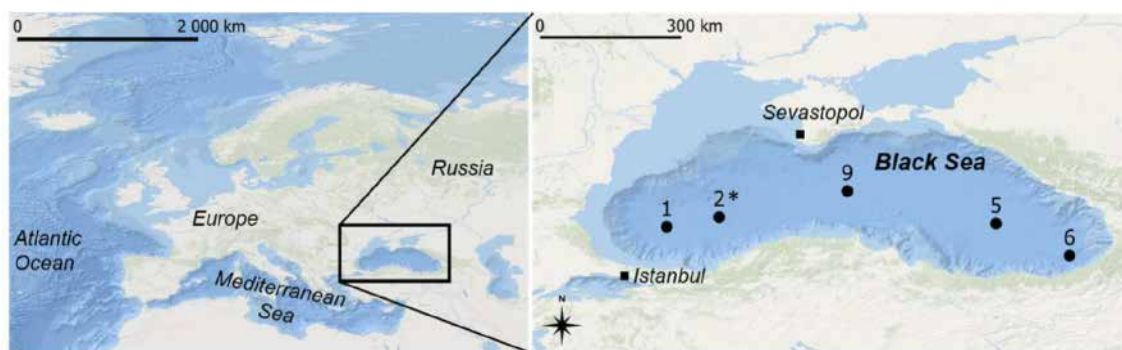 0 2 000 km
Russia
Europe
Atlantic
Ocean
Mediterranean
Sea
0 300 km
Sevastopol
Black Sea
9
1
2*
5
6
Istanbul
N